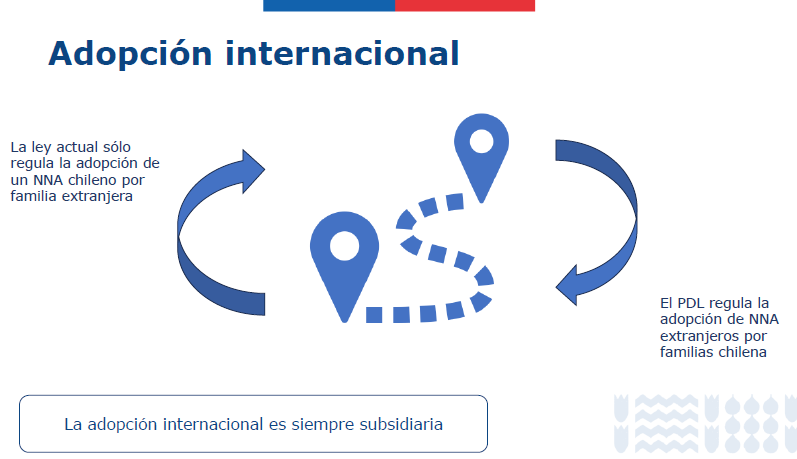 Adopción internacional
La ley actual sólo
regula la adopción de
un NNA chileno por
familia extranjera
El PDL regula la
adopción de NNA
extranjeros por
familias chilena
La adopción internacional es siempre subsidiaria